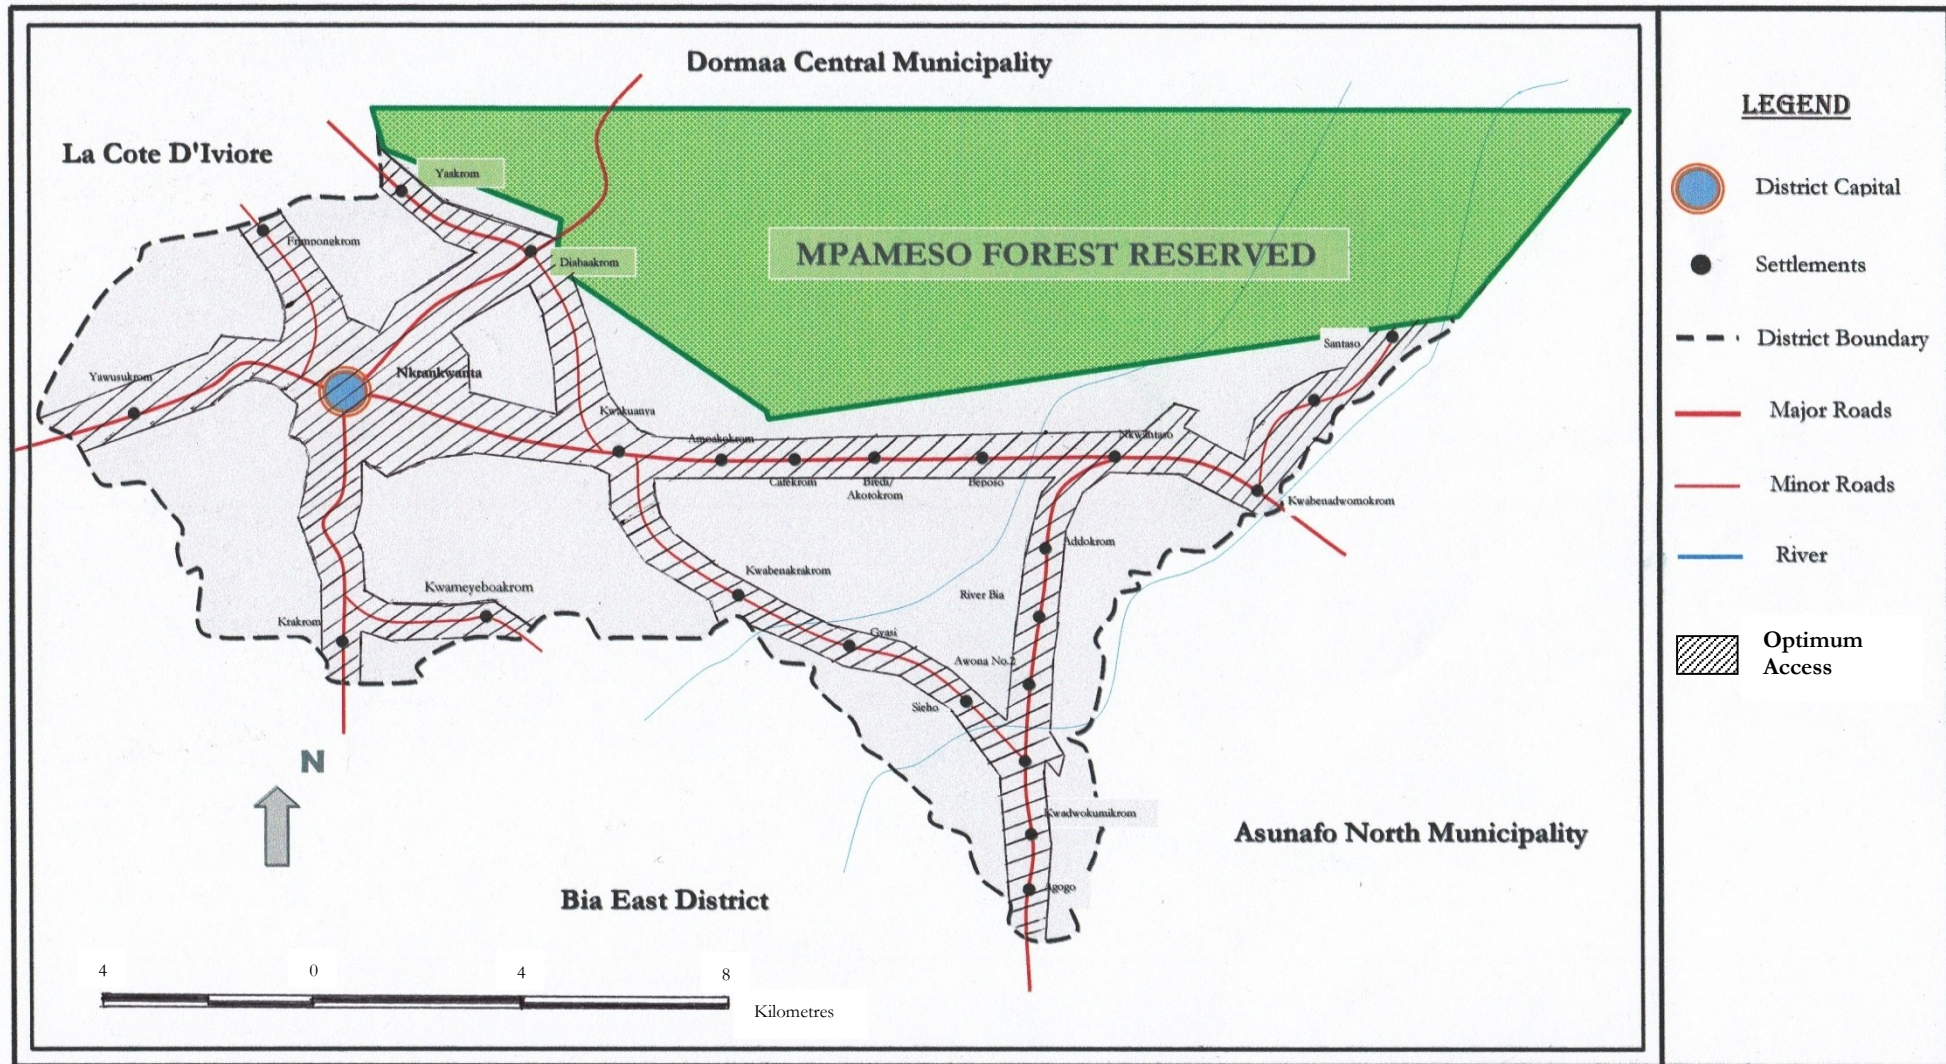 Dormaa Central Municipality
La Cote D'Iviore
Yaakrom
Frimpongkrom
Diabaakrom
MPAMESO FOREST RESERVED
Santaso
Yawusukrom
Nkrankwanta
Kwakuanya
Amoakokrom
Nkwantaso
Cafekrom
Bredi/
Akotokrom
Beposo
Kwabenadwomokrom
Addokrom
Kwabenakrakrom
Kwameyeboakrom
River Bia
Krakrom
Gyasi
Awona No.2
Sieho
N
Kwadwokumikrom
Asunafo North Municipality
Agogo
Bia East District
4 0 4 8
Kilometres
LEGEND
District Capital
Settlements
District Boundary
Major Roads
Minor Roads
River
Optimum
Access